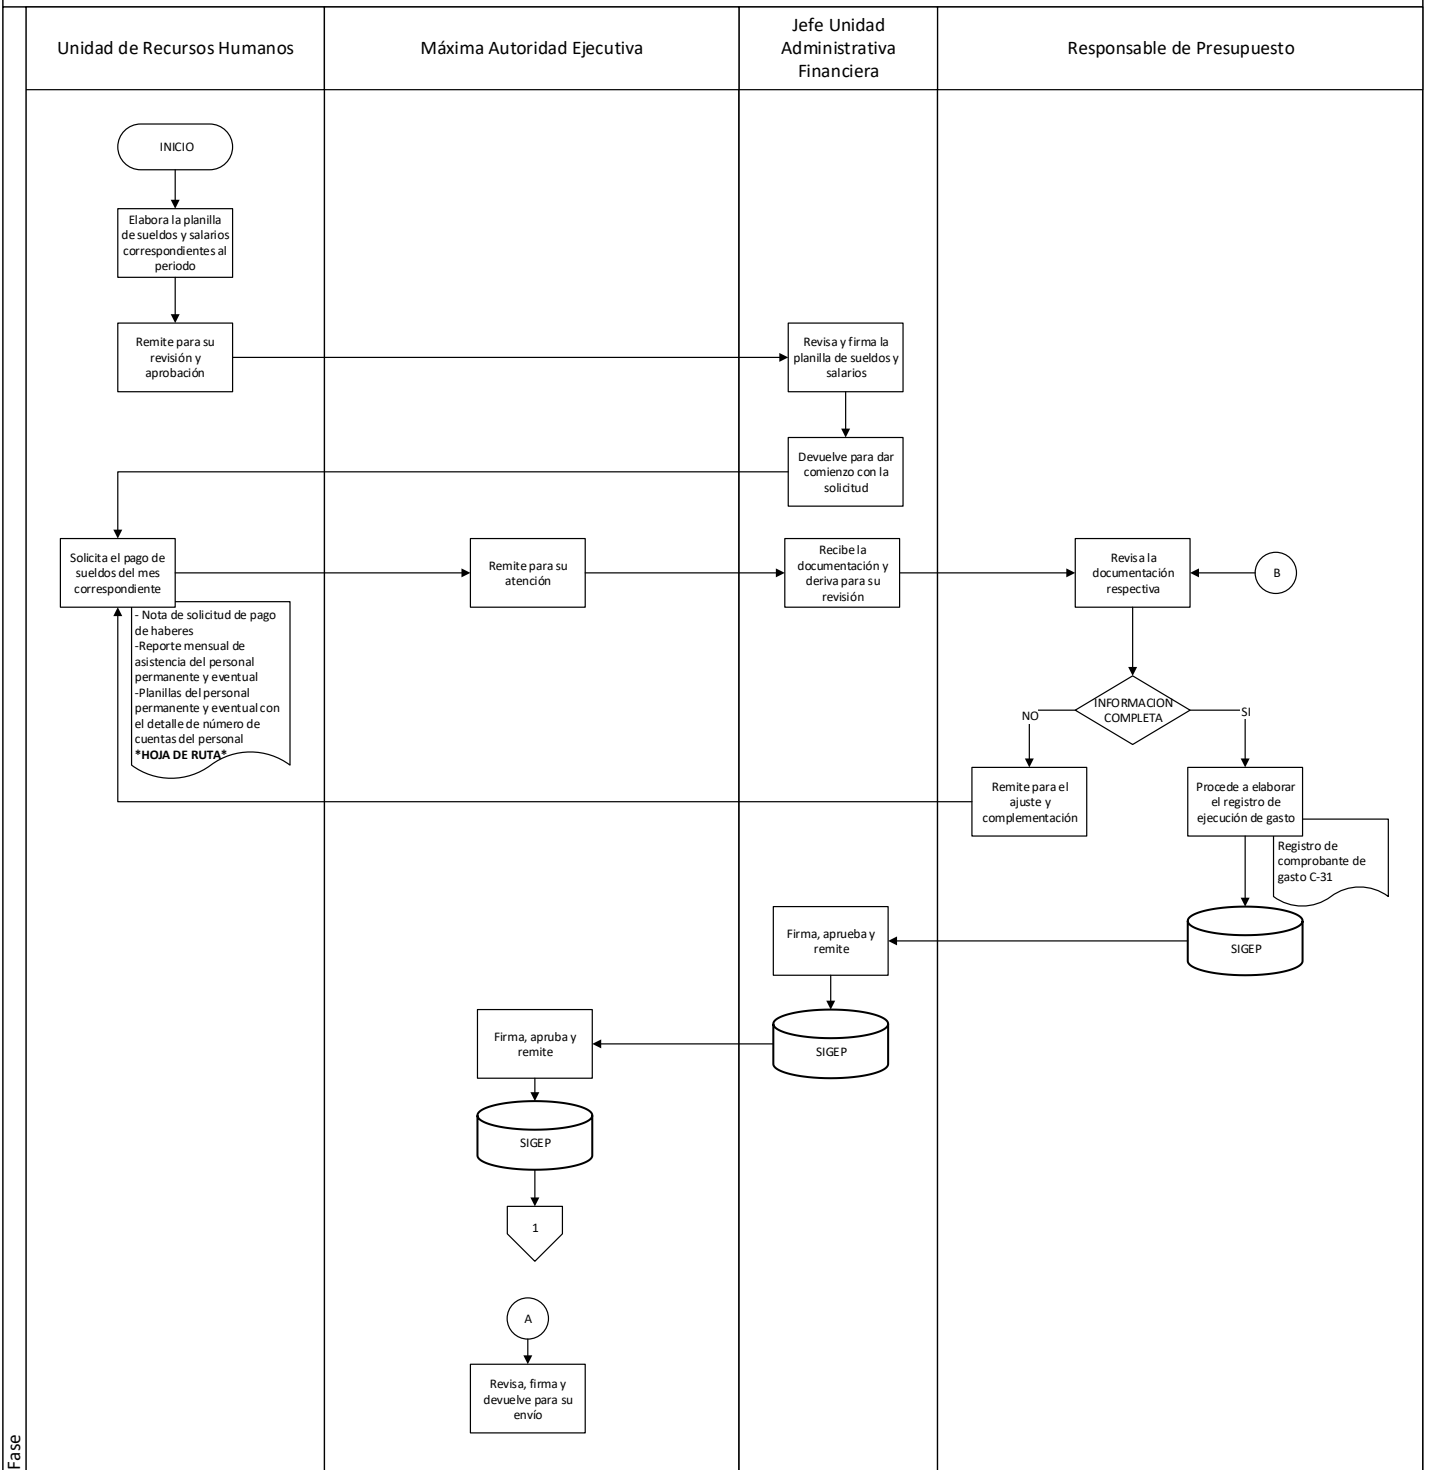 Unidad de Recursos Humanos
Máxima Autoridad Ejecutiva
Jefe Unidad
Administrativa
Financiera
Responsable de Presupuesto
INICIO
Elabora la planilla
de sueldos y salarios
correspondientes al
periodo
Remite para su
revisión y
aprobación
Revisa y firma la
planilla de sueldos y
salarios
Devuelve para dar
comienzo con la
solicitud
Solicita el pago de
sueldos del mes
correspondiente
Remite para su
atención
Recibe la
documentación y
deriva para su
revisión
Revisa la
documentación
respectiva
B
- Nota de solicitud de pago
de haberes
-Reporte mensual de
asistencia del personal
permanente y eventual
-Planillas del personal
permanente y eventual con
el detalle de número de
cuentas del personal
*HOJA DE RUTA*
INFORMACION
COMPLETA
NO
SI
Remite para el
ajuste y
complementación
Procede a elaborar
el registro de
ejecución de gasto
Registro de
comprobante de
gasto C-31
Firma, aprueba y
remite
SIGEP
Firma, apruba y
remite
SIGEP
SIGEP
1
A
Revisa, firma y
devuelve para su
envío
Fase